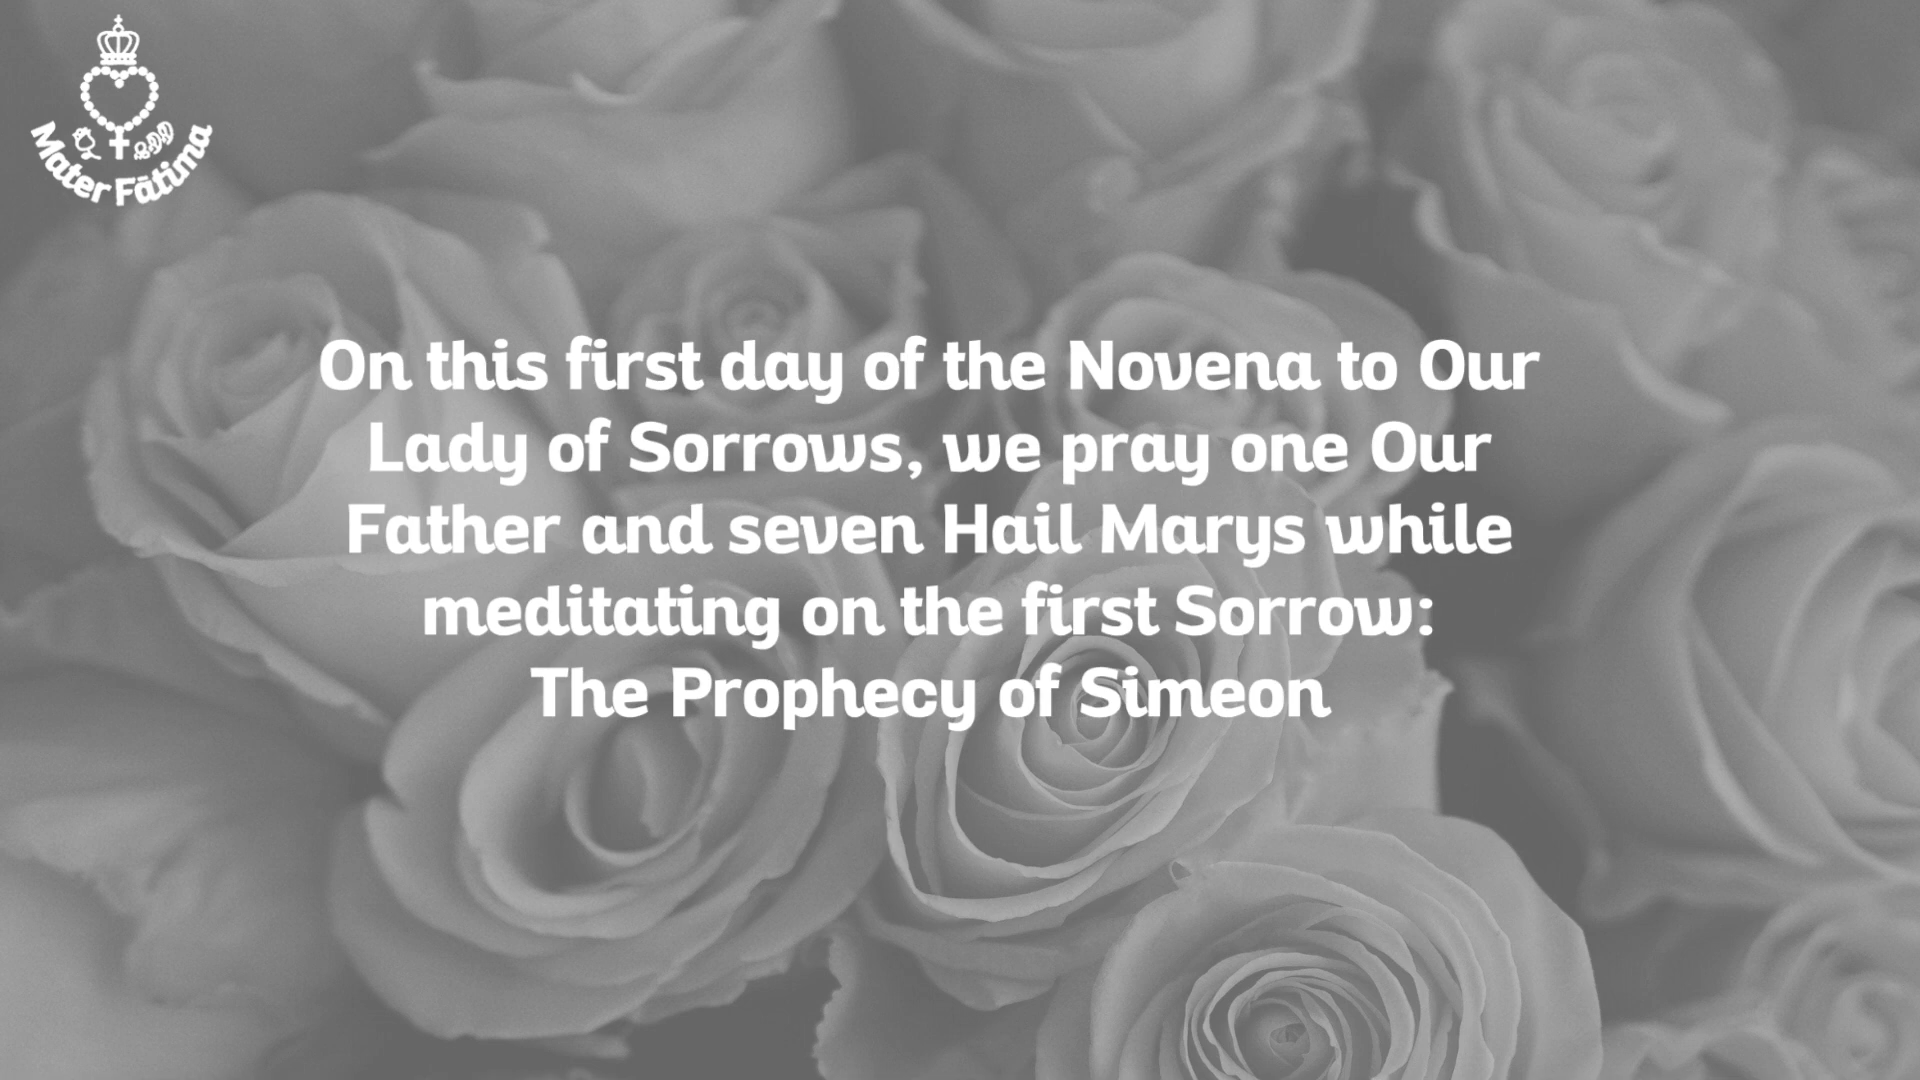 Mater Fátima
On this first day of the Novena to Our
Lady of Sorrows, we pray one Our
Father and seven Hail Marys while
meditating on the first Sorrow:
The Prophecy of Simeon